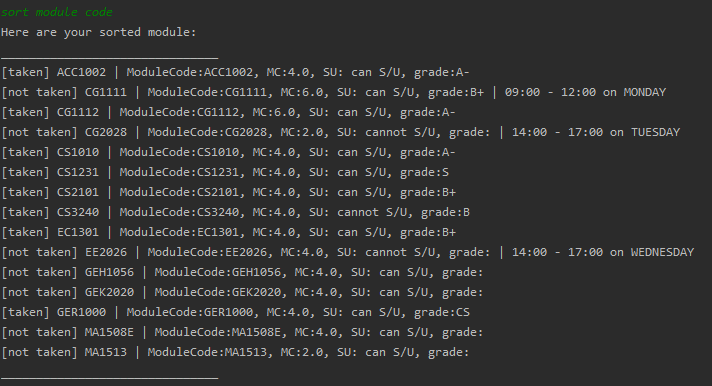 sort module code
Here are your sorted module:
_______________________________
[taken] ACC1002 | ModuleCode:ACC1002, MC:4.0, SU: can S/U, grade:A-
[not taken] CG1111 | ModuleCode:CG1111, MC:6.0, SU: can S/U, grade:B+ | 09:00 - 12:00 on MONDAY
[taken] CG1112 | ModuleCode:CG1112, MC:6.0, SU: can S/U, grade:A-
[not taken] CG2028 | ModuleCode:CG2028, MC:2.0, SU: cannot S/U, grade: | 14:00 - 17:00 on TUESDAY
[taken] CS1010 | ModuleCode:CS1010, MC:4.0, SU: can S/U, grade:A-
[taken] CS1231 | ModuleCode:CS1231, MC:4.0, SU: can S/U, grade:S
[taken] CS2101 | ModuleCode:CS2101, MC:4.0, SU: can S/U, grade:B+
[taken] CS3240 | ModuleCode:CS3240, MC:4.0, SU: cannot S/U, grade:B
[taken] EC1301 | ModuleCode:EC1301, MC:4.0, SU: can S/U, grade:B+
[not taken] EE2026 | ModuleCode:EE2026, MC:4.0, SU: cannot S/U, grade: | 14:00 - 17:00 on WEDNESDAY
[not taken] GEH1056 | ModuleCode:GEH1056, MC:4.0, SU: can S/U, grade:
[not taken] GEK2020 | ModuleCode:GEK2020, MC:4.0, SU: can S/U, grade:
[taken] GER1000 | ModuleCode:GER1000, MC:4.0, SU: can S/U, grade:CS
[not taken] MA1508E | ModuleCode:MA1508E, MC:4.0, SU: can S/U, grade:
[not taken] MA1513 | ModuleCode:MA1513, MC:2.0, SU: can S/U, grade:
_______________________________